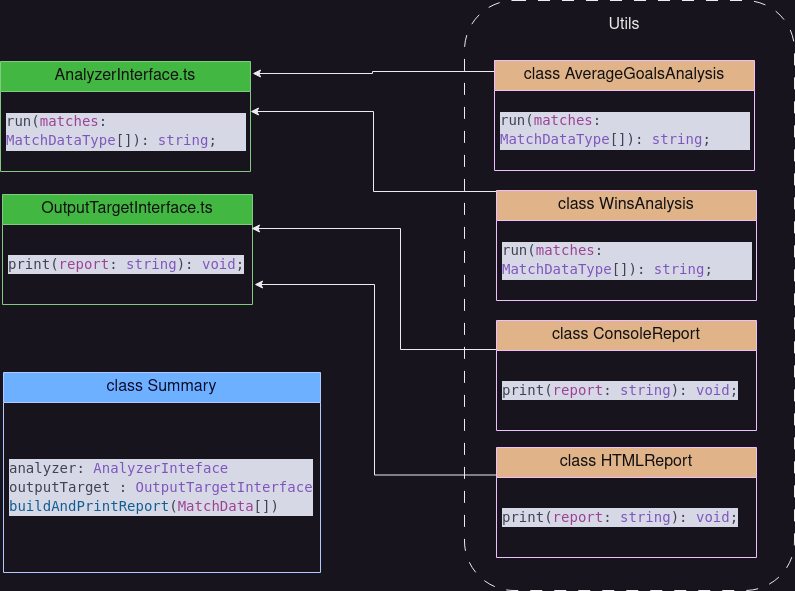 Utils
AnalyzerInterface.ts
run(matches:
MatchDataType[]): string;
OutputTargetInterface.ts
print(report: string): void;
class Summary
analyzer: AnalyzerInteface
outputTarget : OutputTargetInterface
buildAndPrintReport(MatchData[])
class AverageGoalsAnalysis
run(matches:
MatchDataType[]): string;
class WinsAnalysis
run(matches:
MatchDataType[]): string;
class ConsoleReport
print(report: string): void;
class HTMLReport
print(report: string): void;